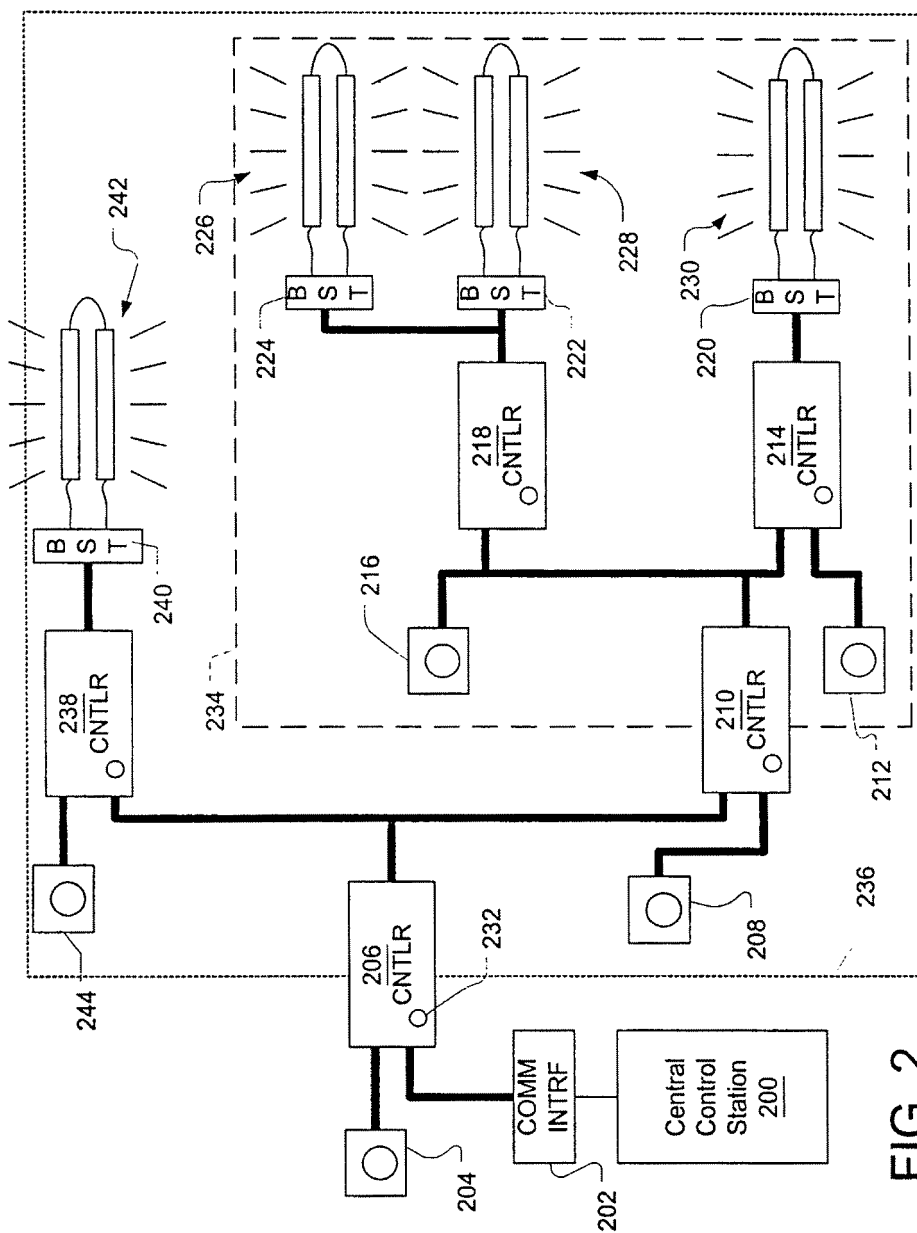 242
B
S
T
240
238
CNTLR
244
226
B
S
T
224
234
216
218
CNTLR
B
S
T
222
228
206
CNTLR
232
204
COMM
INTRF
202
Central
Control
Station
200
208
210
CNTLR
230
B
S
T
220
214
CNTLR
212
236
FIG. 2